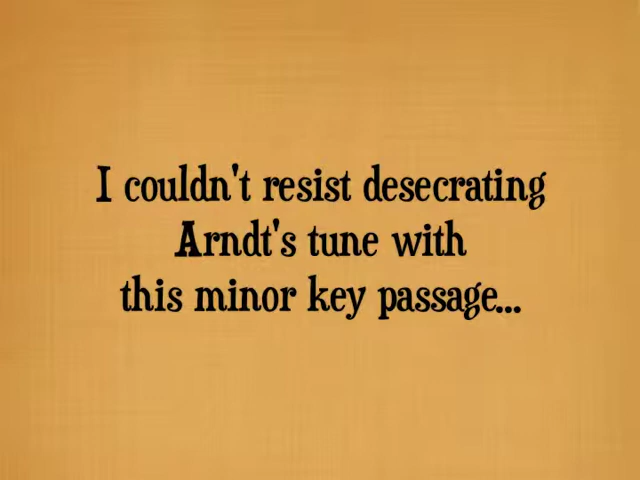 I couldn't resist desecrating
Arndt's tune with
this minor key passage...